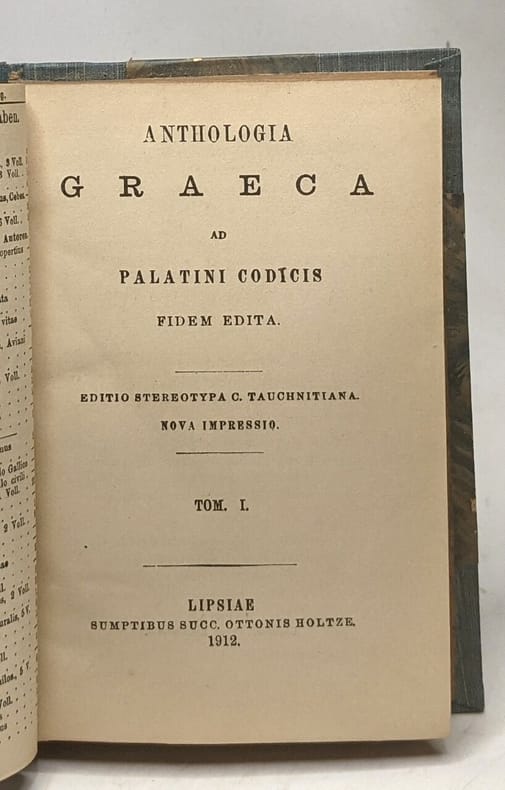 ANTHOLOGIA
GRAECA
AD
PALATINI CODICIS
FIDEM EDITA.
EDITIO STEREOTYPA C. TAUCHNITIANA.
NOVA IMPRESSIO.
TOM. I.
LIPSIAE
SUMPTIBUS SUCC. OTTONIS HOLTZE.
1912.